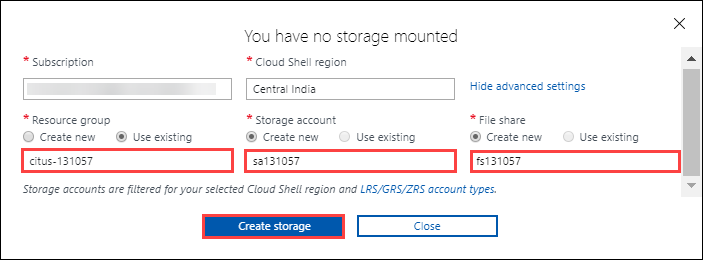 You have no storage mounted
* Subscription
* Cloud Shell region
Central India
Hide advanced settings
* Resource group
* Storage account
* File share
Create new Use existing
Create new Use existing
Create new Use existing
citus-131057
sa131057
fs131057
Storage accounts are filtered for your selected Cloud Shell region and LRS/GRS/ZRS account types.
Create storage
Close